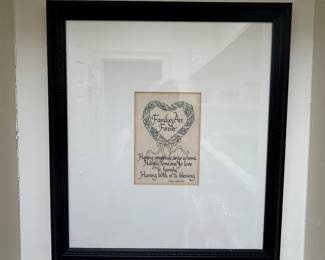 Families Are
Forever
Having somewhere to go is home
Having someone to love
is family
Having both is a blessing